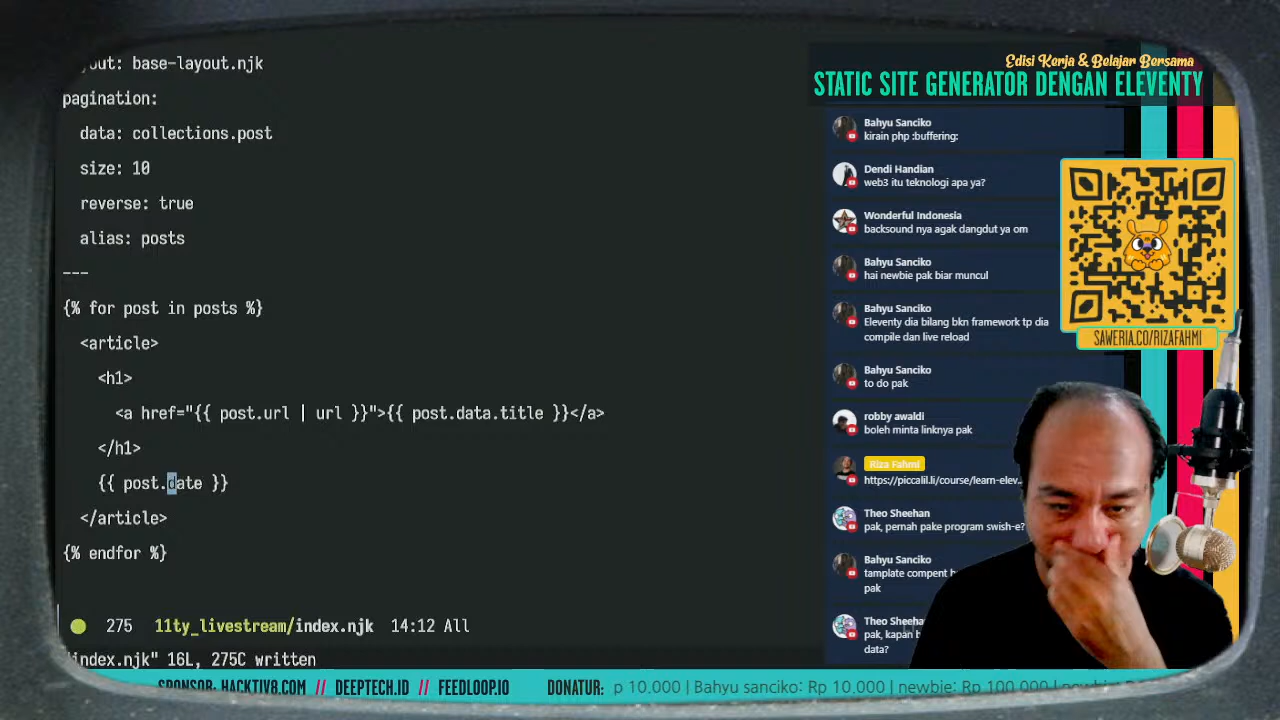 out: base-layout.njk
pagination:
data: collections.post
size: 10
reverse: true
alias: posts
---
{% for post in posts %}
<article>
<h1>
<a href="{{ post.url | url }}">{{ post.data.title }}</a>
</h1>
{{ post.date }}
</article>
{% endfor %}
275 11ty_livestream/index.njk 14:12 All
index.njk" 16L, 275C written
Edisi Kerja & Belajar Bersama
STATIC SITE GENERATOR DENGAN ELEVENTY
Bahyu Sanciko
kirain php :buffering:
Dendi Handian
web3 itu teknologi apa ya?
Wonderful Indonesia
backsound nya agak dangdut ya om
Bahyu Sanciko
hai newbie pak biar muncul
Bahyu Sanciko
Eleventy dia bilang bkn framework tp dia
compile dan live reload
Bahyu Sanciko
to do pak
robby awaldi
boleh minta linknya pak
Riza Fahmi
https://piccalil.li/course/learn-elev...
Theo Sheehan
pak, pernah pake program swish-e?
Bahyu Sanciko
tamplate compent
pak
Theo Sheehan
pak, kapan
data?
SAWERIA.CO/RIZAFAHMI
SPONSOR: HACKTIV8.COM // DEEPTECH.ID // FEEDLOOP.IO DONATUR: p 10.000 | Bahyu sanciko: Rp 10.000 | newbie: Rp 100.000 |